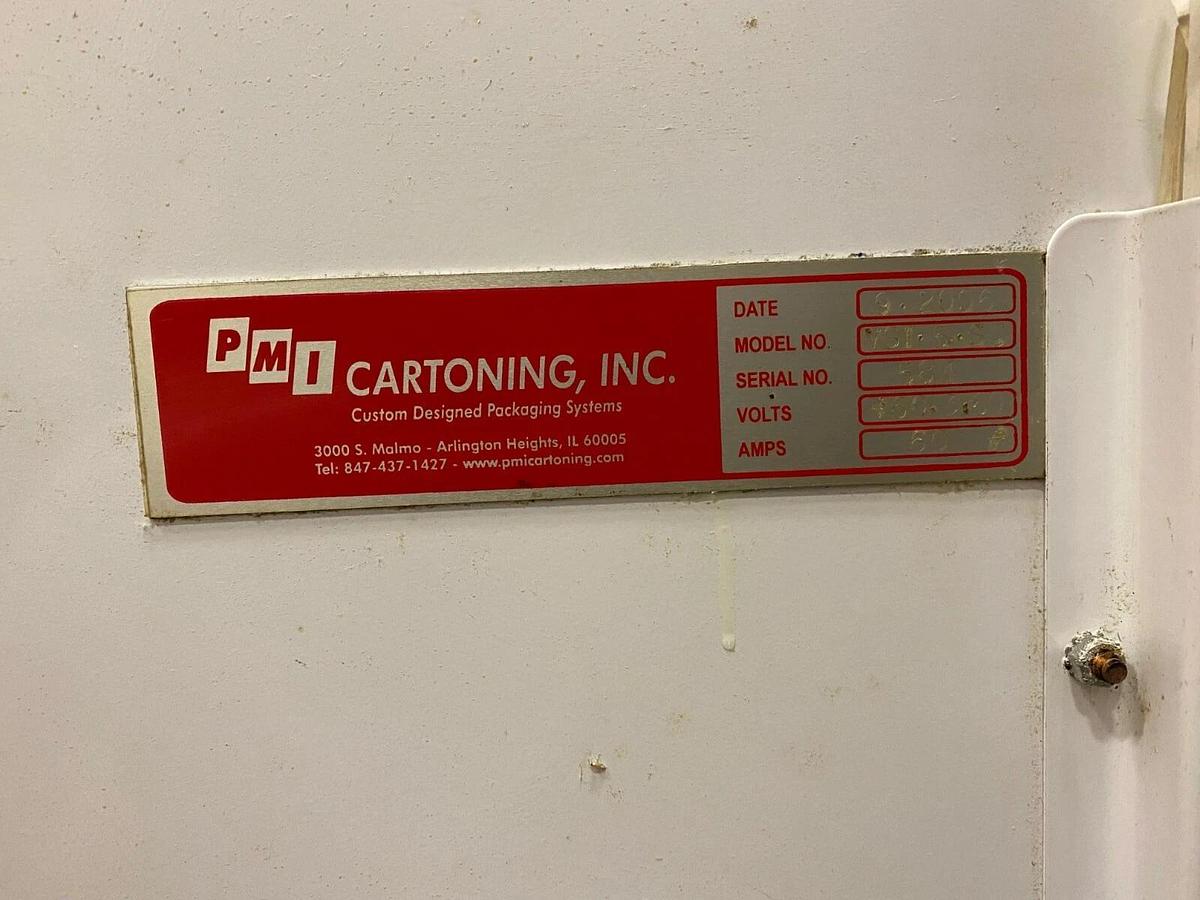 PMI CARTONING, INC.
Custom Designed Packaging Systems
3000 S. Malmo - Arlington Heights, IL 60005
Tel: 847-437-1427 - www.pmicartoning.com
DATE
MODEL NO.
SERIAL NO.
VOLTS
AMPS